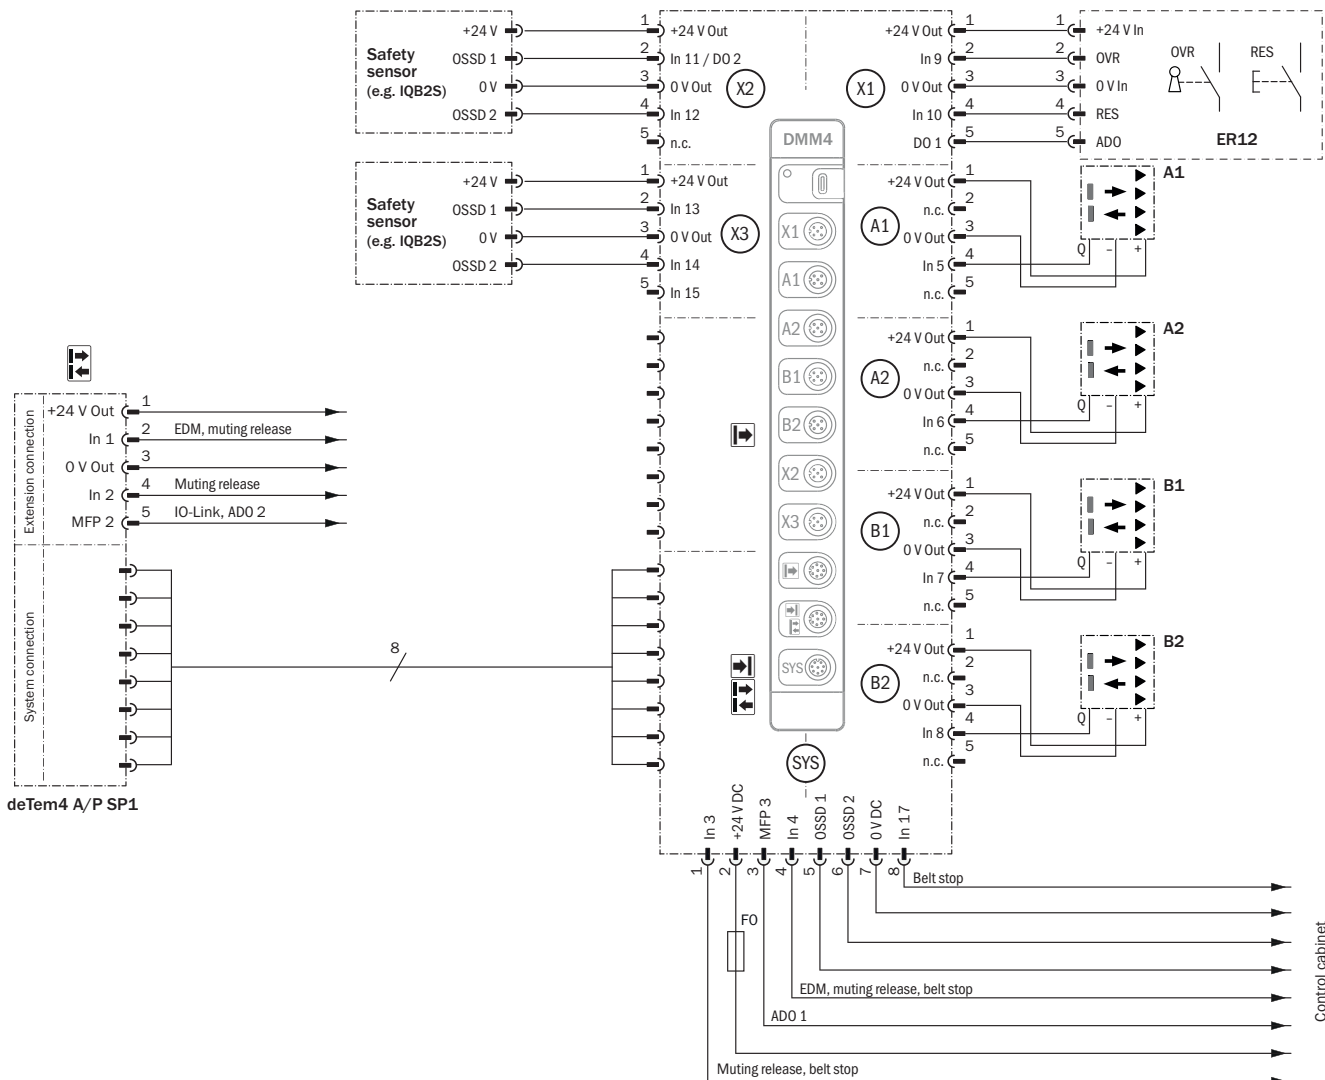 Safety
sensor
(e.g. IQB2S)
+24 V
OSSD 1
0 V
OSSD 2
1
2
3
4
5
+24 V Out
In 11 / DO 2
0 V Out
In 12
n.c.
X2
X1
+24 V Out
In 9
0 V Out
In 10
DO 1
1
2
3
4
5
1
2
3
4
5
+24 V In
OVR
0 V In
RES
ADO
OVR
RES
ER12
Safety
sensor
(e.g. IQB2S)
+24 V
OSSD 1
0 V
OSSD 2
1
2
3
4
5
+24 V Out
In 13
0 V Out
In 14
In 15
X3
DMM4
X1
A1
A2
B1
B2
X2
X3
SYS
SYS
A1
+24 V Out
n.c.
0 V Out
In 5
n.c.
1
2
3
4
5
Q
–
+
A1
A2
+24 V Out
n.c.
0 V Out
In 6
n.c.
1
2
3
4
5
Q
–
+
A2
B1
+24 V Out
n.c.
0 V Out
In 7
n.c.
1
2
3
4
5
Q
–
+
B1
B2
+24 V Out
n.c.
0 V Out
In 8
n.c.
1
2
3
4
5
Q
–
+
B2
Extension connection
+24 V Out
In 1
0 V Out
In 2
MFP 2
1
2
3
4
5
EDM, muting release
Muting release
IO-Link, ADO 2
System connection
8
deTem4 A/P SP1
In 3
+24 V DC
MFP 3
In 4
OSSD 1
OSSD 2
0 V DC
In 17
1
2
3
4
5
6
7
8
Belt stop
F0
EDM, muting release, belt stop
ADO 1
Muting release, belt stop
Control cabinet